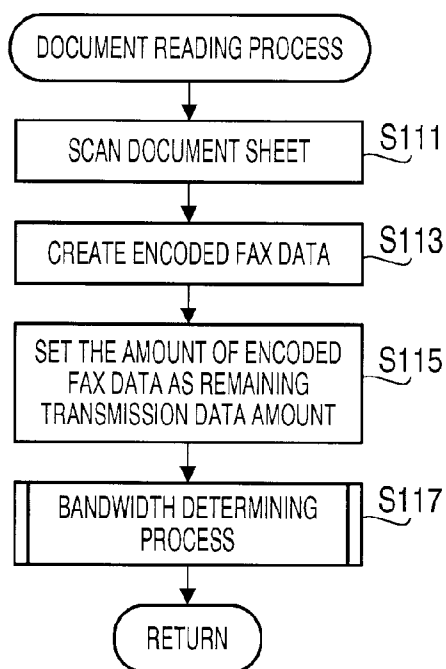 DOCUMENT READING PROCESS
SCAN DOCUMENT SHEET
S111
CREATE ENCODED FAX DATA
S113
SET THE AMOUNT OF ENCODED
FAX DATA AS REMAINING
TRANSMISSION DATA AMOUNT
S115
BANDWIDTH DETERMINING
PROCESS
S117
RETURN